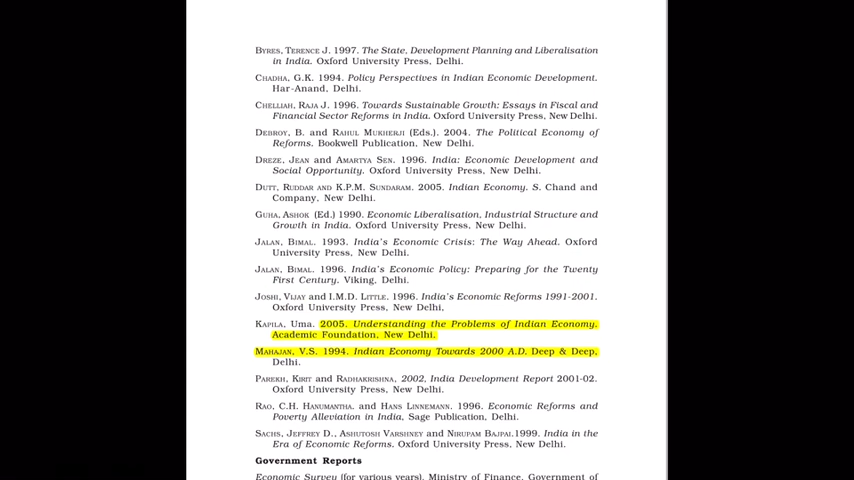 BYRES, TERENCE J. 1997. The State, Development Planning and Liberalisation
in India. Oxford University Press, Delhi.
CHADHA, G.K. 1994. Policy Perspectives in Indian Economic Development.
Har-Anand, Delhi.
CHELLIAH, RAJA J. 1996. Towards Sustainable Growth: Essays in Fiscal and
Financial Sector Reforms in India. Oxford University Press, New Delhi.
DEBROY, B. and RAHUL MUKHERJI (Eds.). 2004. The Political Economy of
Reforms. Bookwell Publication, New Delhi.
DREZE, JEAN and AMARTYA SEN. 1996. India: Economic Development and
Social Opportunity. Oxford University Press, New Delhi.
DUTT, RUDDAR AND K.P.M. SUNDARAM. 2005. Indian Economy. S. Chand and
Company, New Delhi.
GUHA, ASHOK (Ed.) 1990. Economic Liberalisation, Industrial Structure and
Growth in India. Oxford University Press, New Delhi.
JALAN, BIMAL. 1993. India's Economic Crisis: The Way Ahead. Oxford
University Press, New Delhi.
JALAN, BIMAL. 1996. India's Economic Policy: Preparing for the Twenty
First Century. Viking, Delhi.
JOSHI, VIJAY and I.M.D. LITTLE. 1996. India's Economic Reforms 1991-2001.
Oxford University Press, New Delhi,
KAPILA, Uma. 2005. Understanding the Problems of Indian Economy.
Academic Foundation, New Delhi.
MAHAJAN, V.S. 1994. Indian Economy Towards 2000 A.D. Deep & Deep,
Delhi.
PAREKH, KIRIT and RADHAKRISHNA, 2002, India Development Report 2001-02.
Oxford University Press, New Delhi.
RAO, C.H. HANUMANTHA. and HANS LINNEMANN. 1996. Economic Reforms and
Poverty Alleviation in India, Sage Publication, Delhi.
SACHS, JEFFREY D., ASHUTOSH VARSHNEY and NIRUPAM BAJPAI.1999. India in the
Era of Economic Reforms. Oxford University Press, New Delhi.
Government Reports
Economic Survey (for various years). Ministry of Finance, Government of